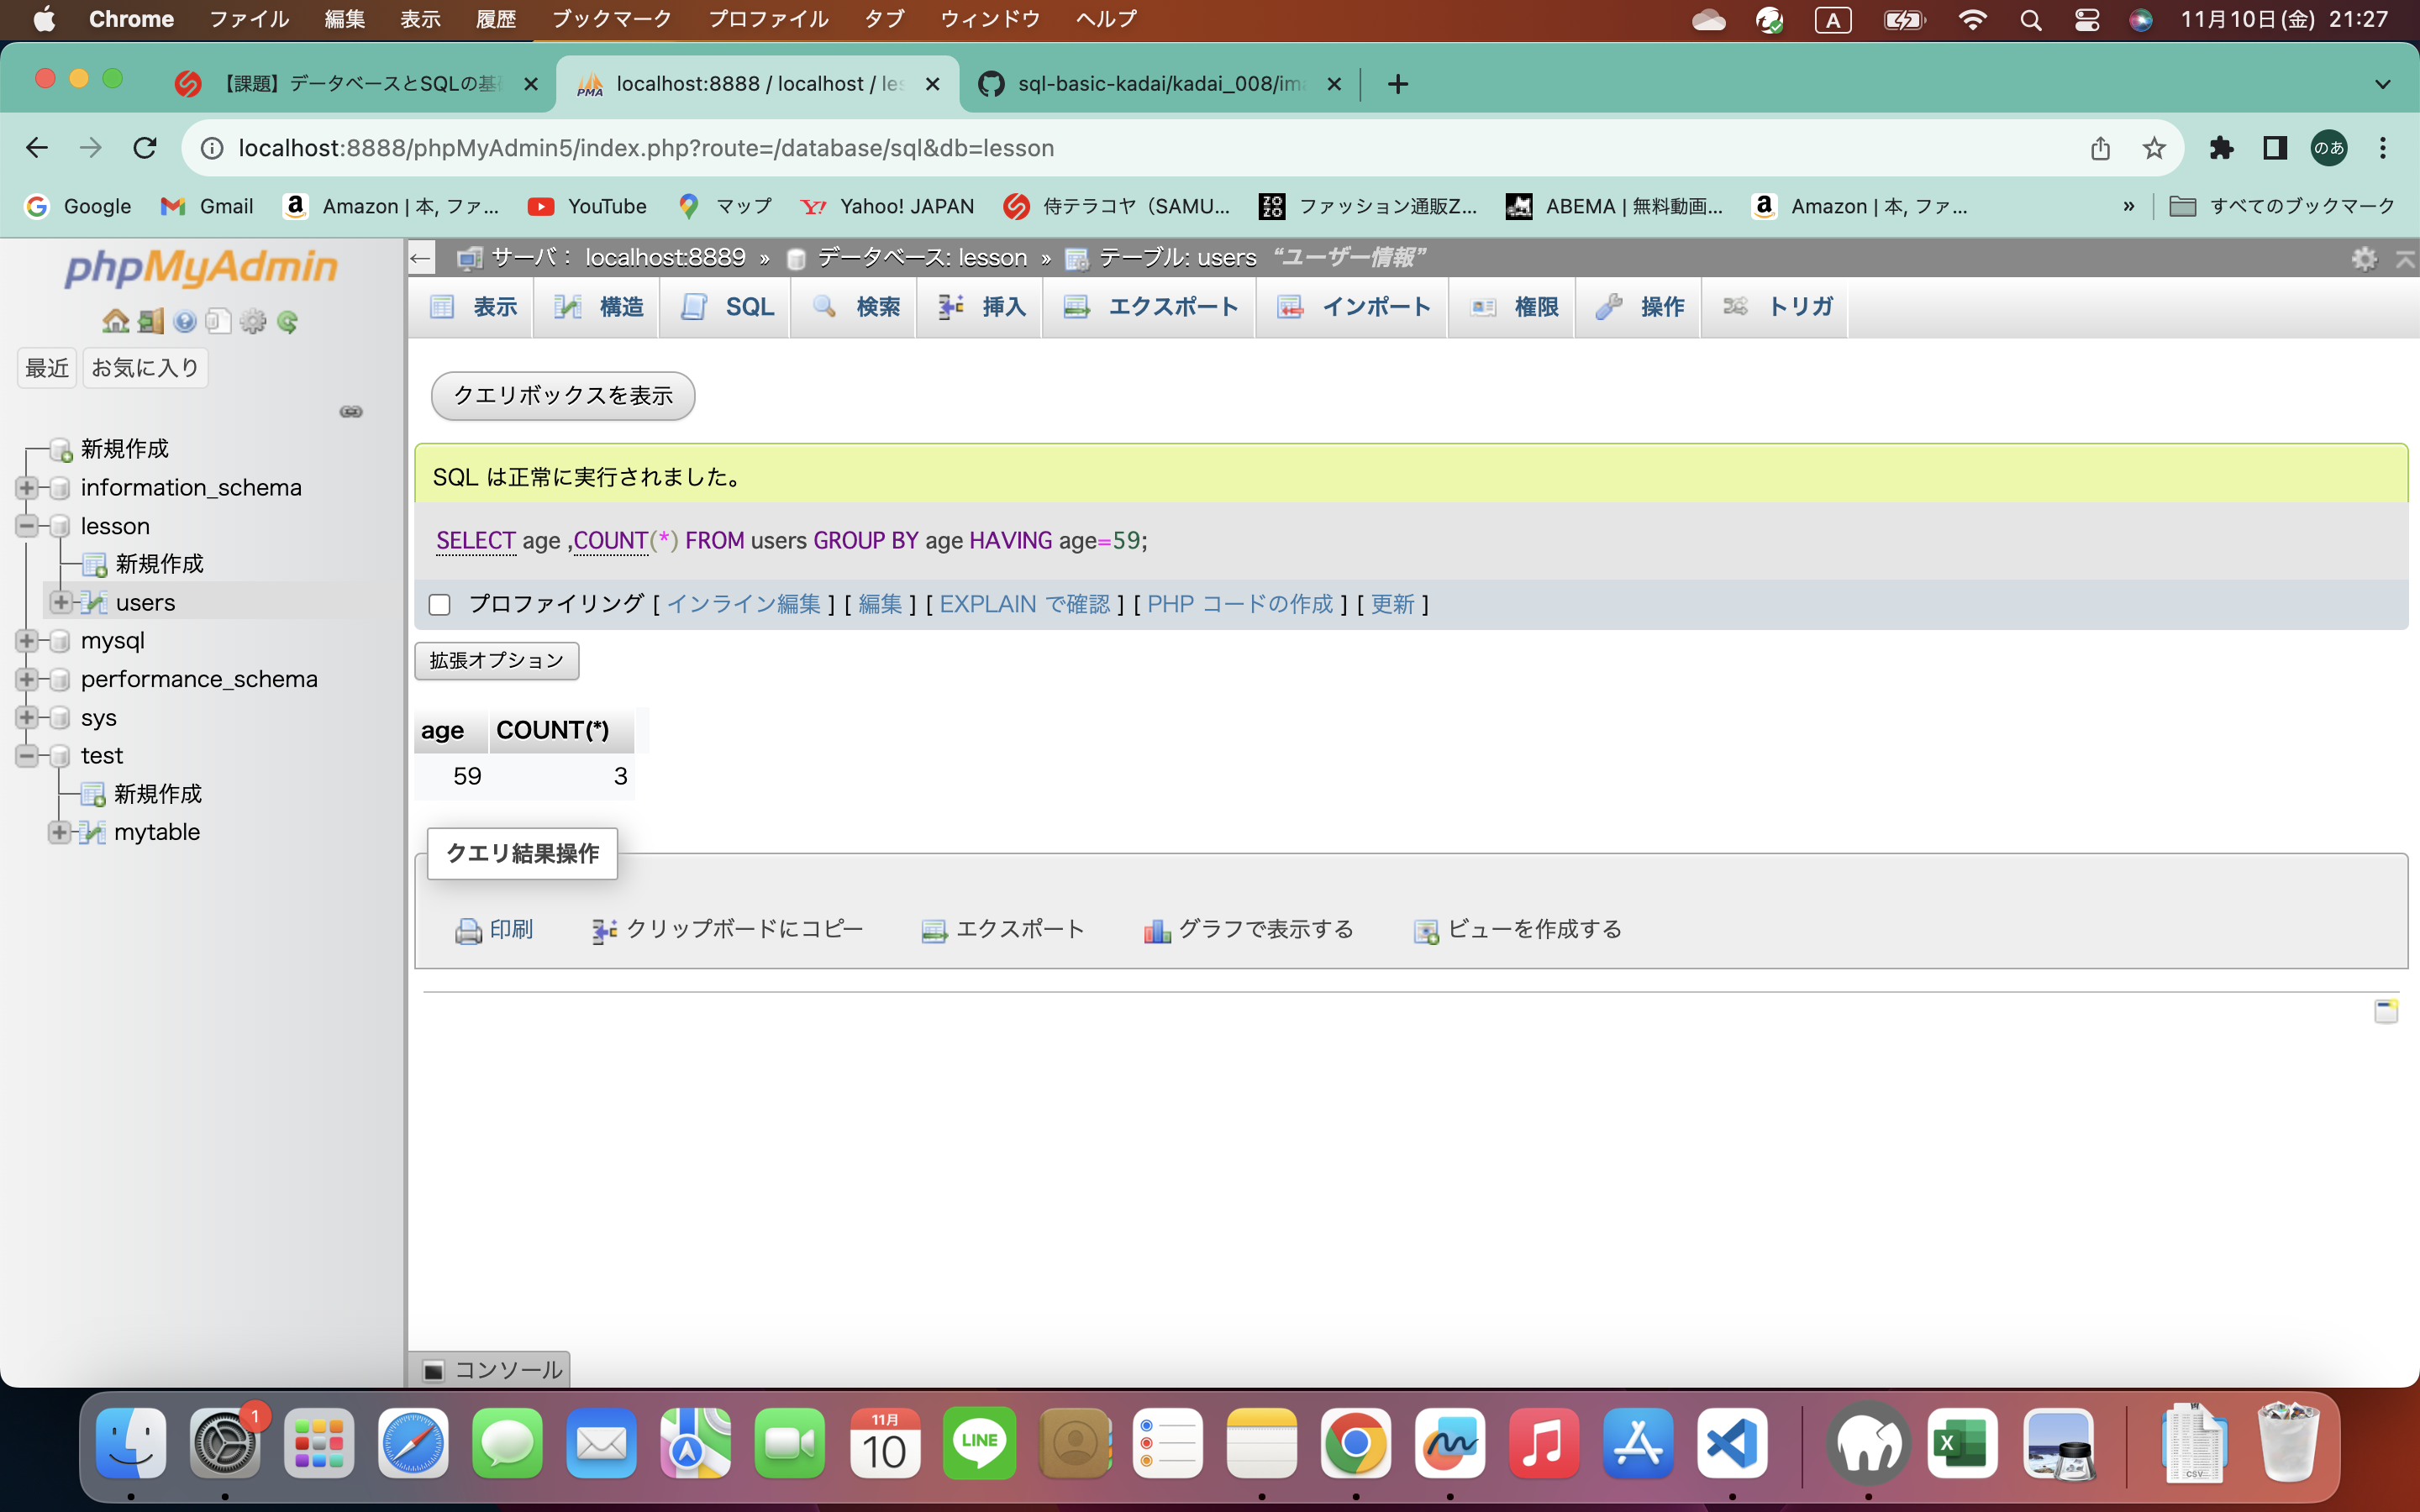 Chrome ファイル 編集 表示 履歴 ブックマーク プロファイル タブ ウィンドウ ヘルプ A 11月10日(金) 21:27
【課題】データベースとSQLの基 localhost:8888 / localhost / les sql-basic-kadai/kadai_008/ima
localhost:8888/phpMyAdmin5/index.php?route=/database/sql&db=lesson のあ
Google Gmail Amazon | 本, ファ... YouTube マップ Yahoo! JAPAN 侍テラコヤ（SAMU... ファッション通販Z... ABEMA | 無料動画... Amazon | 本, ファ... » すべてのブックマーク
phpMyAdmin
最近 お気に入り
新規作成
information_schema
lesson
新規作成
users
mysql
performance_schema
sys
test
新規作成
mytable
サーバ： localhost:8889 » データベース: lesson » テーブル: users “ユーザー情報”
表示 構造 SQL 検索 挿入 エクスポート インポート 権限 操作 トリガ
クエリボックスを表示
SQL は正常に実行されました。
SELECT age ,COUNT(*) FROM users GROUP BY age HAVING age=59;
プロファイリング [ インライン編集 ] [ 編集 ] [ EXPLAIN で確認 ] [ PHP コードの作成 ] [ 更新 ]
拡張オプション
age COUNT(*)
59 3
クエリ結果操作
印刷 クリップボードにコピー エクスポート グラフで表示する ビューを作成する
コンソール
1
11月
10
LINE
X
CSV